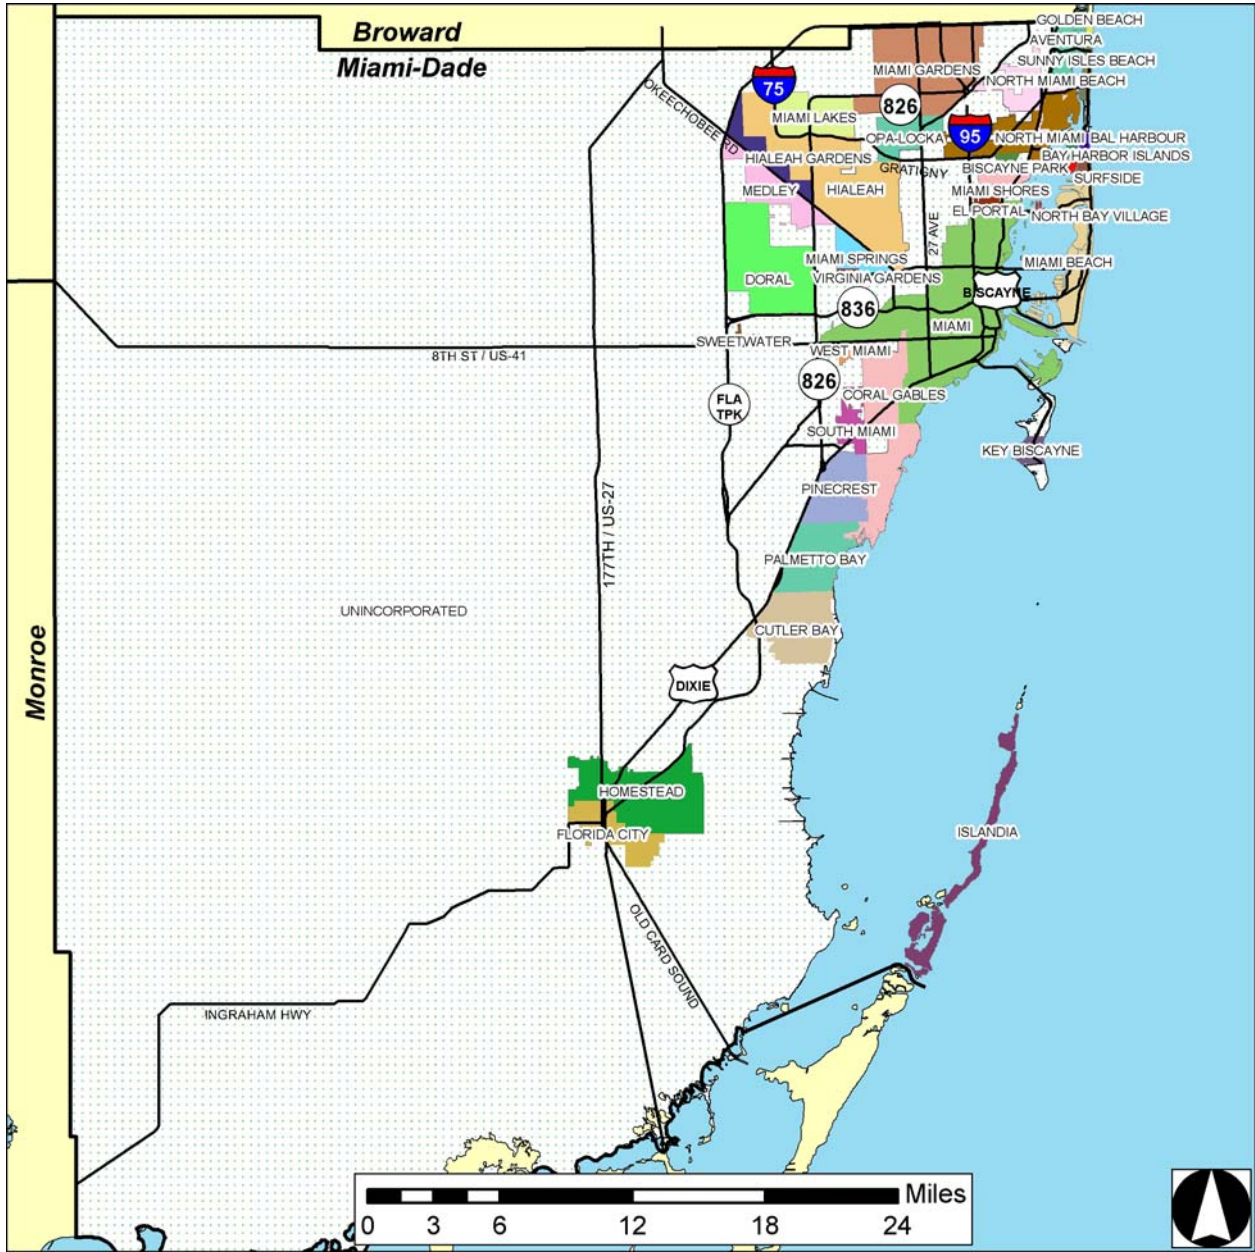 Broward
Miami-Dade
Monroe
GOLDEN BEACH
AVENTURA
SUNNY ISLES BEACH
MIAMI GARDENS
NORTH MIAMI BEACH
75
OKEECHOBEE RD
826
MIAMI LAKES
OPA-LOCKA
95
NORTH MIAMI
BAL HARBOUR
HIALEAH GARDENS
BAY HARBOR ISLANDS
GRATIGNY
BISCAYNE PARK
SURFSIDE
MEDLEY
HIALEAH
MIAMI SHORES
EL PORTAL
NORTH BAY VILLAGE
27 AVE
MIAMI SPRINGS
MIAMI BEACH
DORAL
VIRGINIA GARDENS
BISCAYNE
836
MIAMI
SWEETWATER
WEST MIAMI
8TH ST / US-41
826
FLA
TPK
CORAL GABLES
SOUTH MIAMI
KEY BISCAYNE
PINECREST
177TH / US-27
PALMETTO BAY
UNINCORPORATED
CUTLER BAY
DIXIE
HOMESTEAD
FLORIDA CITY
ISLANDIA
OLD CARD SOUND
INGRAHAM HWY
Miles
0 3 6 12 18 24